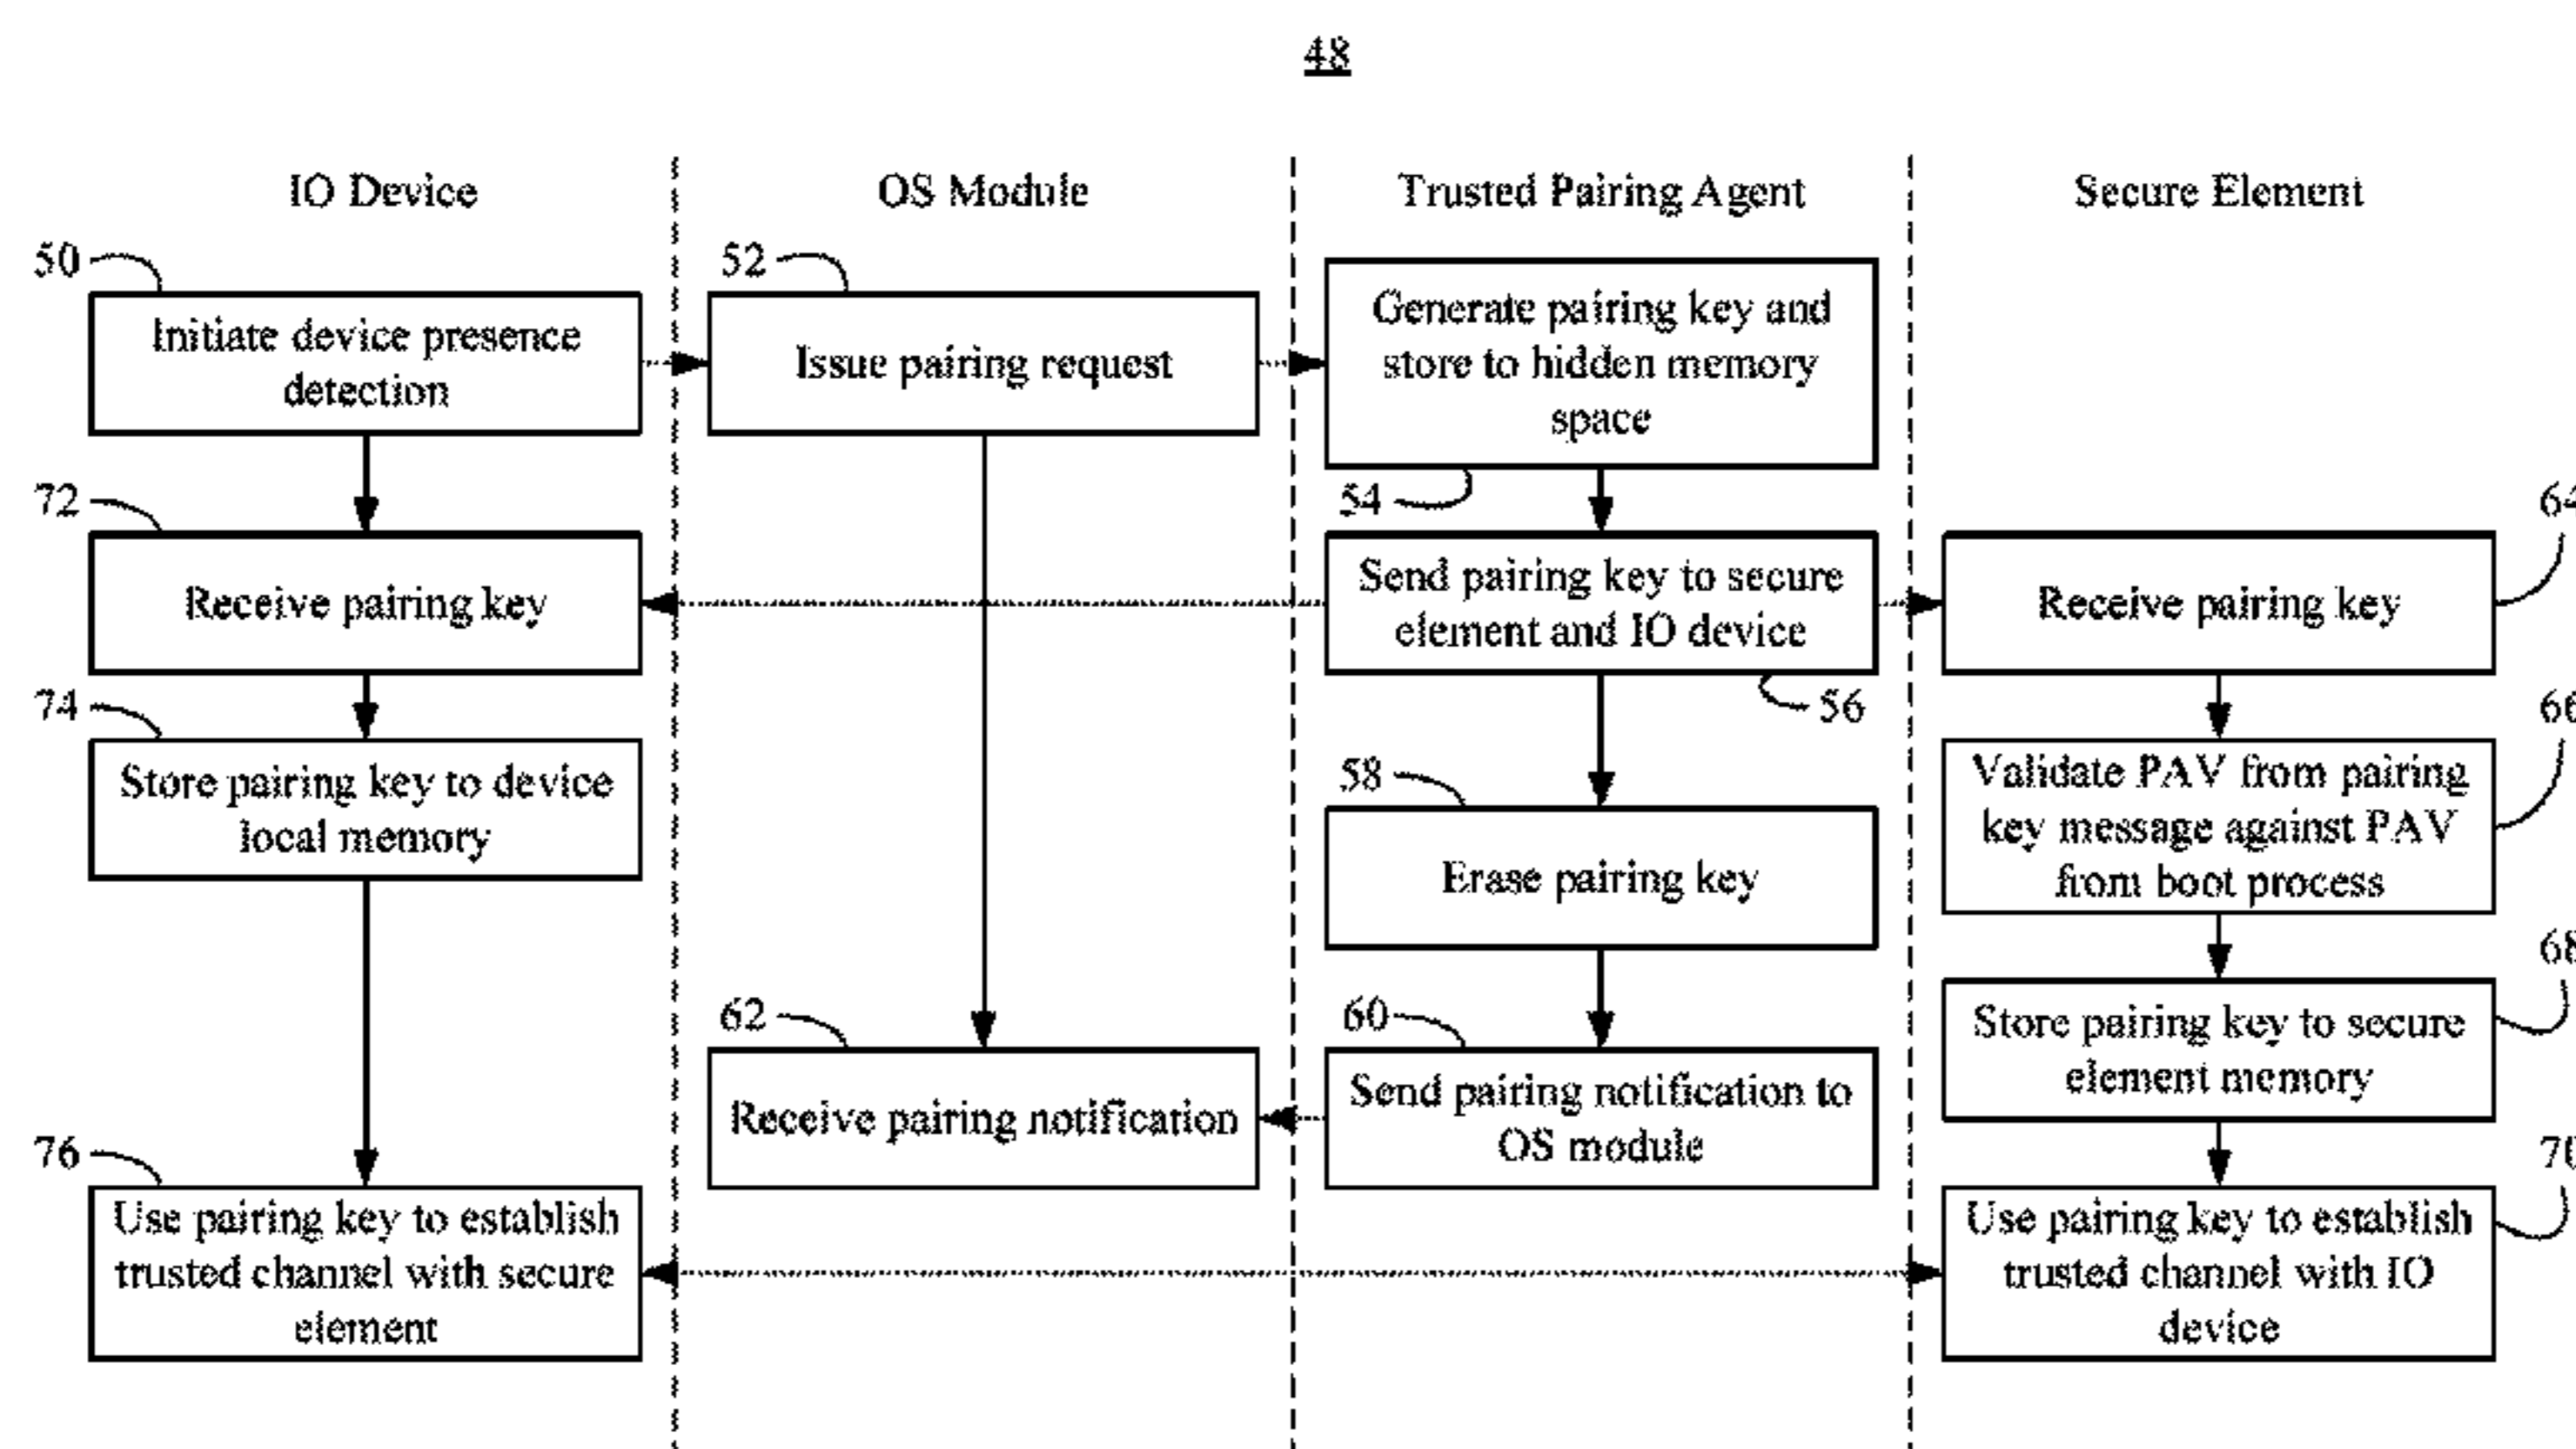 48
IO Device
OS Module
Trusted Pairing Agent
Secure Element
50
Initiate device presence
detection
52
Issue pairing request
Generate pairing key and
store to hidden memory
space
54
72
Receive pairing key
Send pairing key to secure
element and IO device
56
64
Receive pairing key
74
Store pairing key to device
local memory
58
Erase pairing key
66
Validate PAV from pairing
key message against PAV
from boot process
62
Receive pairing notification
60
Send pairing notification to
OS module
68
Store pairing key to secure
element memory
76
Use pairing key to establish
trusted channel with secure
element
70
Use pairing key to establish
trusted channel with IO
device